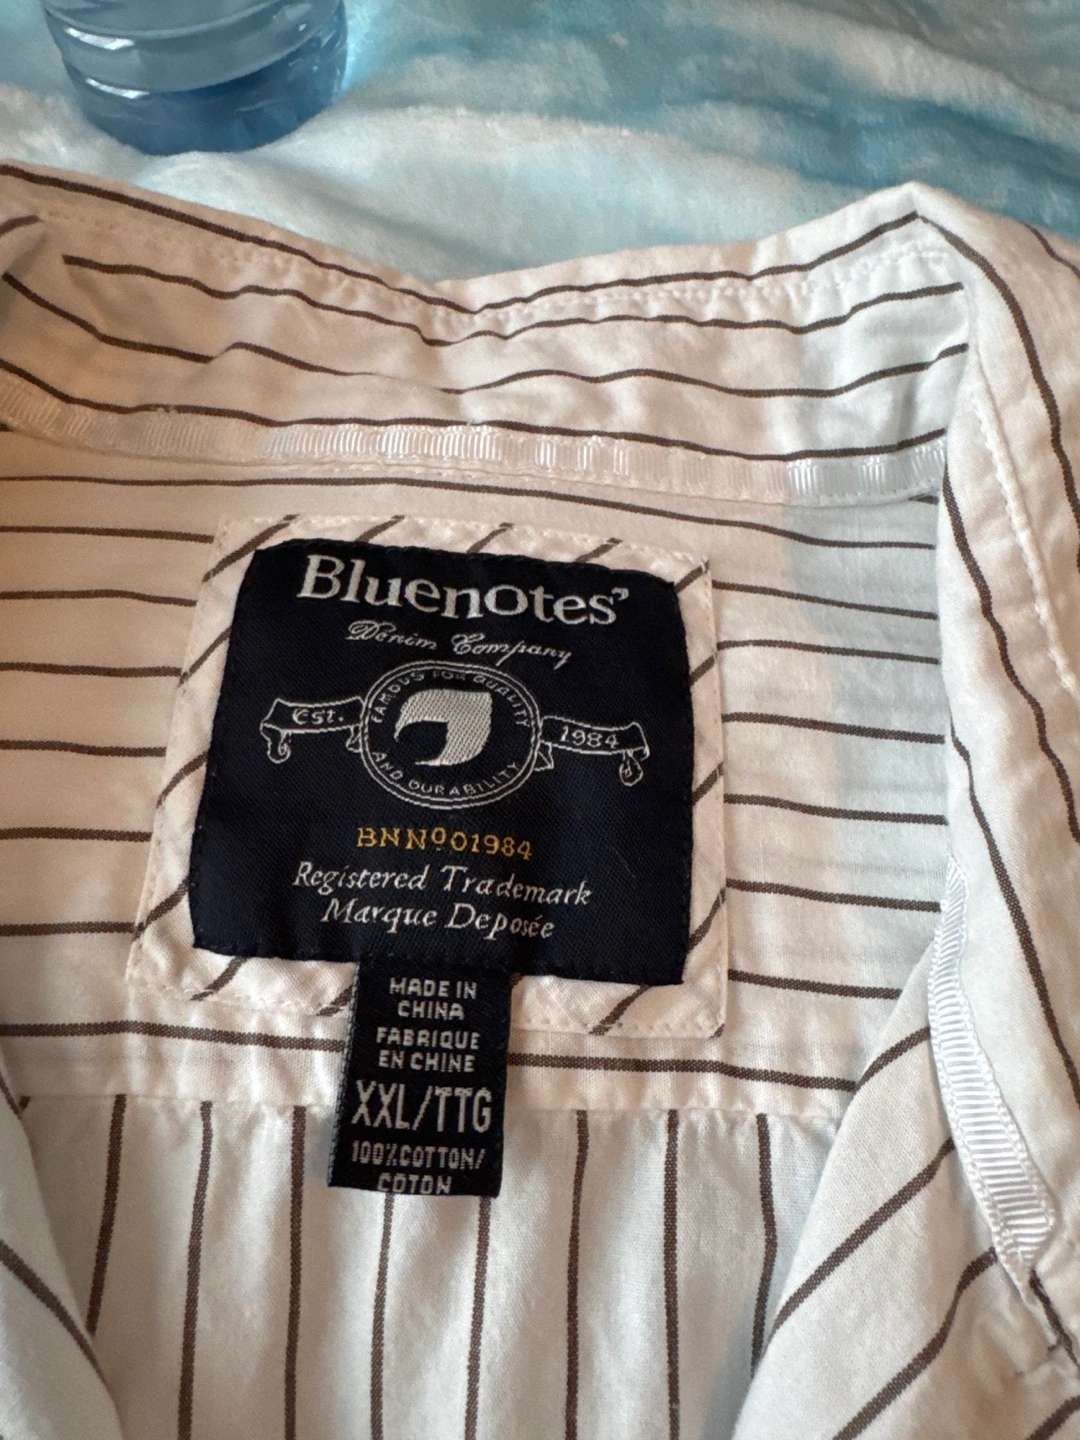 Bluenotes'
Denim Company
FAMOUS FOR QUALITY
Est.
1984
AND DURABILITY
BNNº01984
Registered Trademark
Marque Deposée
MADE IN
CHINA
FABRIQUE
EN CHINE
XXL/TTG
100%COTTON/
COTON